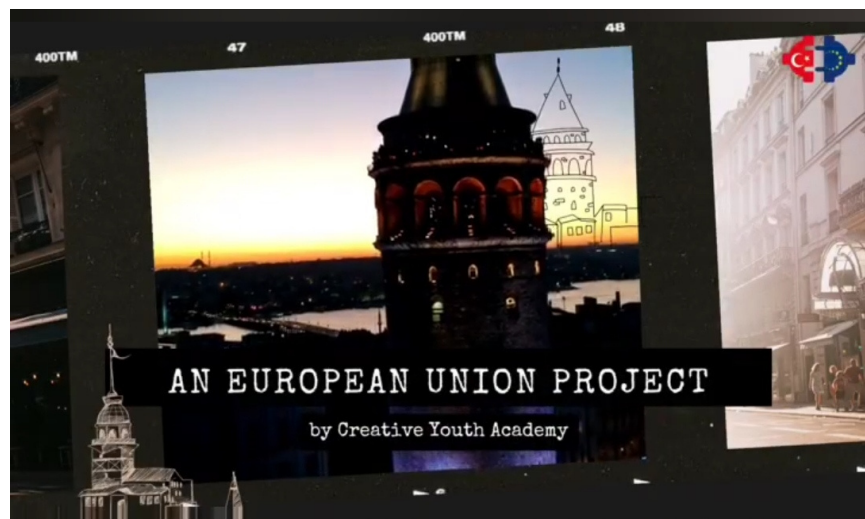 400TM
47
400TM
48
AN EUROPEAN UNION PROJECT
by Creative Youth Academy